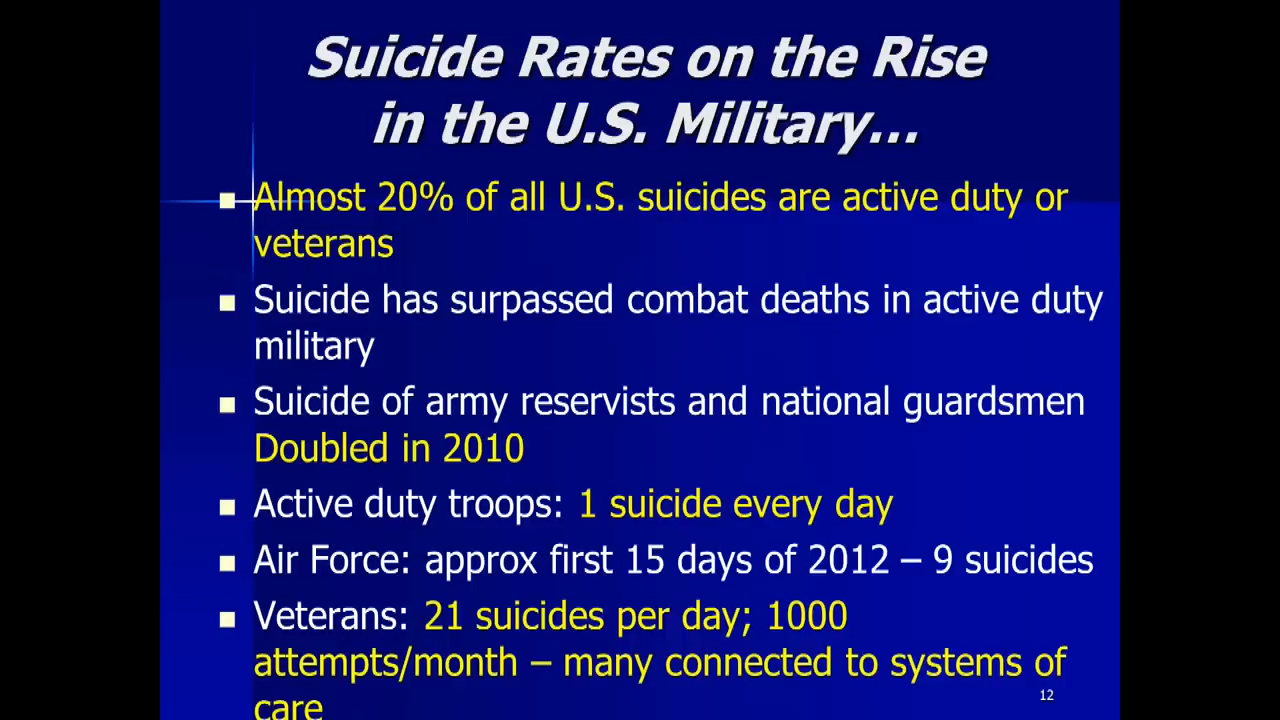 Suicide Rates on the Rise
in the U.S. Military…
Almost 20% of all U.S. suicides are active duty or
veterans
Suicide has surpassed combat deaths in active duty
military
Suicide of army reservists and national guardsmen
Doubled in 2010
Active duty troops: 1 suicide every day
Air Force: approx first 15 days of 2012 – 9 suicides
Veterans: 21 suicides per day; 1000
attempts/month – many connected to systems of
care
12